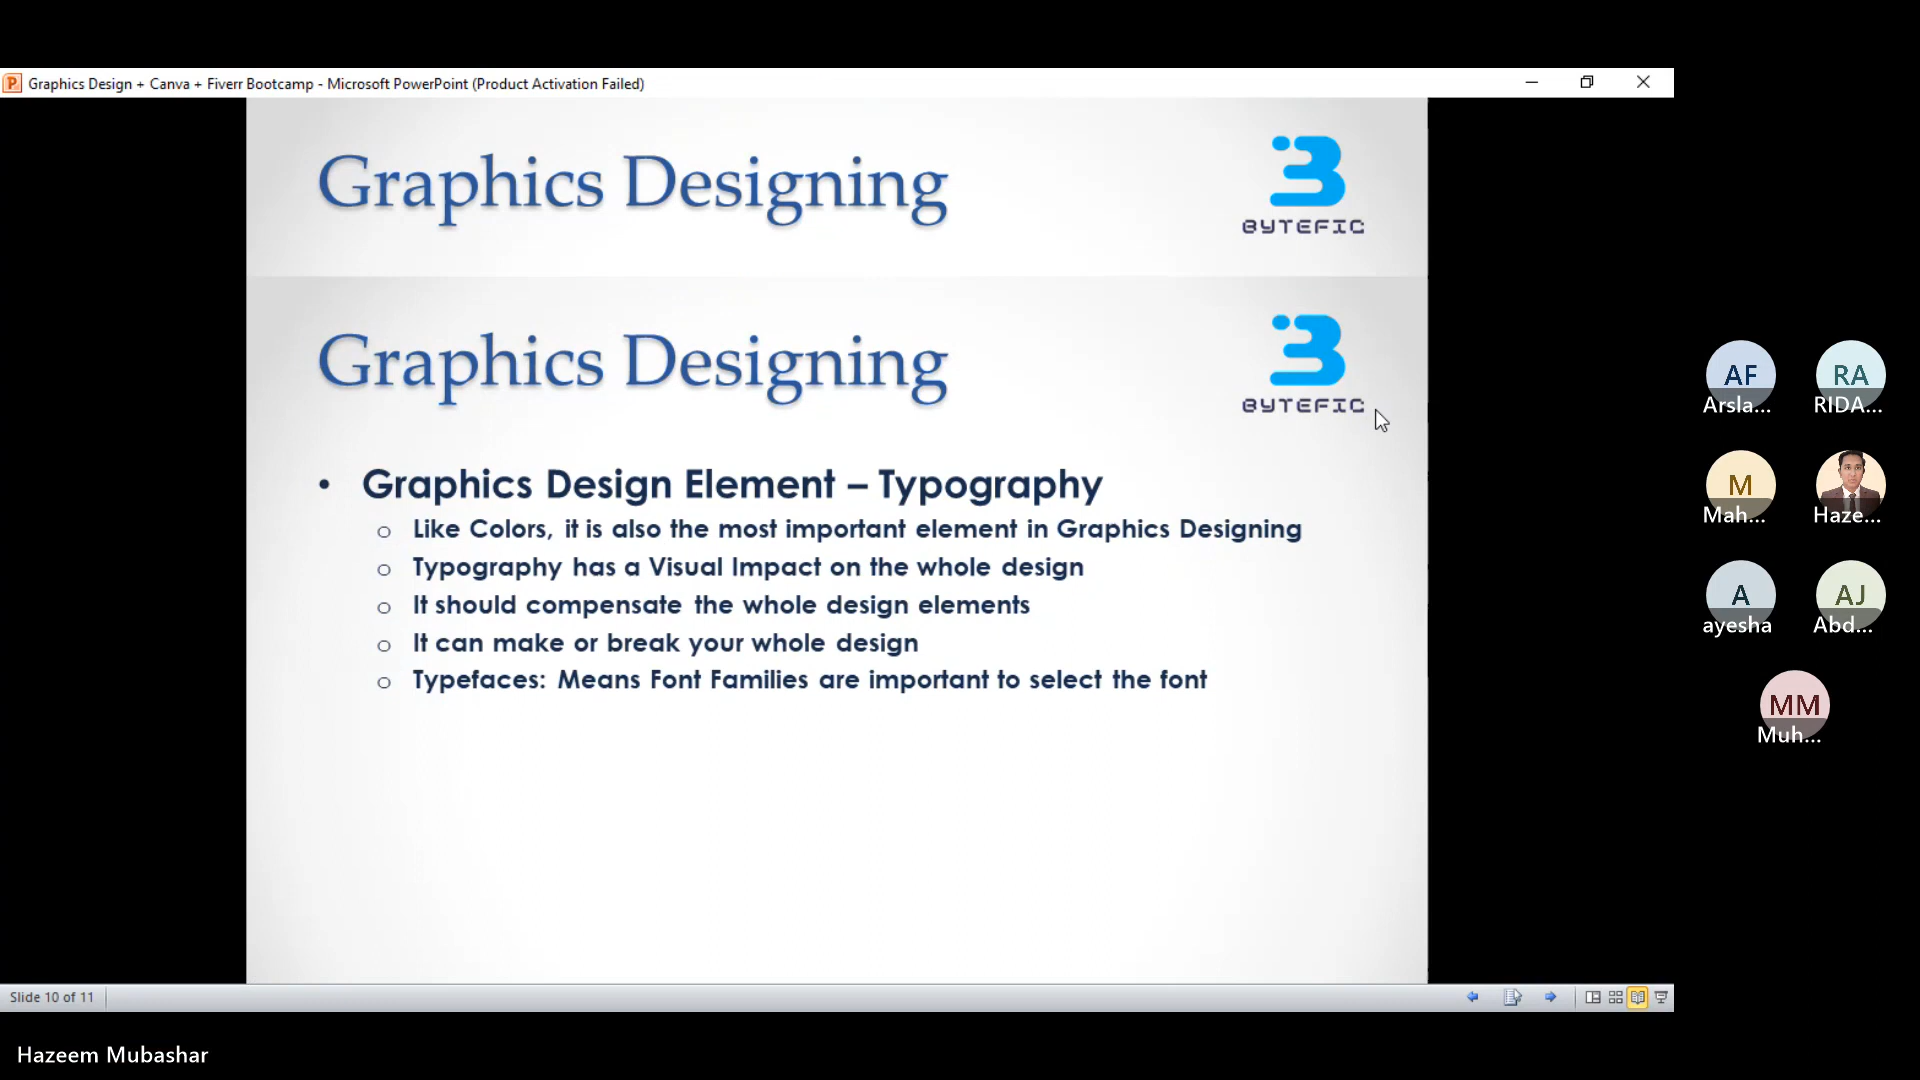 Graphics Design + Canva + Fiverr Bootcamp - Microsoft PowerPoint (Product Activation Failed)
Graphics Designing
BYTEFIC
Graphics Designing
BYTEFIC
• Graphics Design Element – Typography
o Like Colors, it is also the most important element in Graphics Designing
o Typography has a Visual Impact on the whole design
o It should compensate the whole design elements
o It can make or break your whole design
o Typefaces: Means Font Families are important to select the font
AF
Arsla...
RA
RIDA...
M
Mah...
Haze...
A
ayesha
AJ
Abd...
MM
Muh...
Slide 10 of 11
Hazeem Mubashar